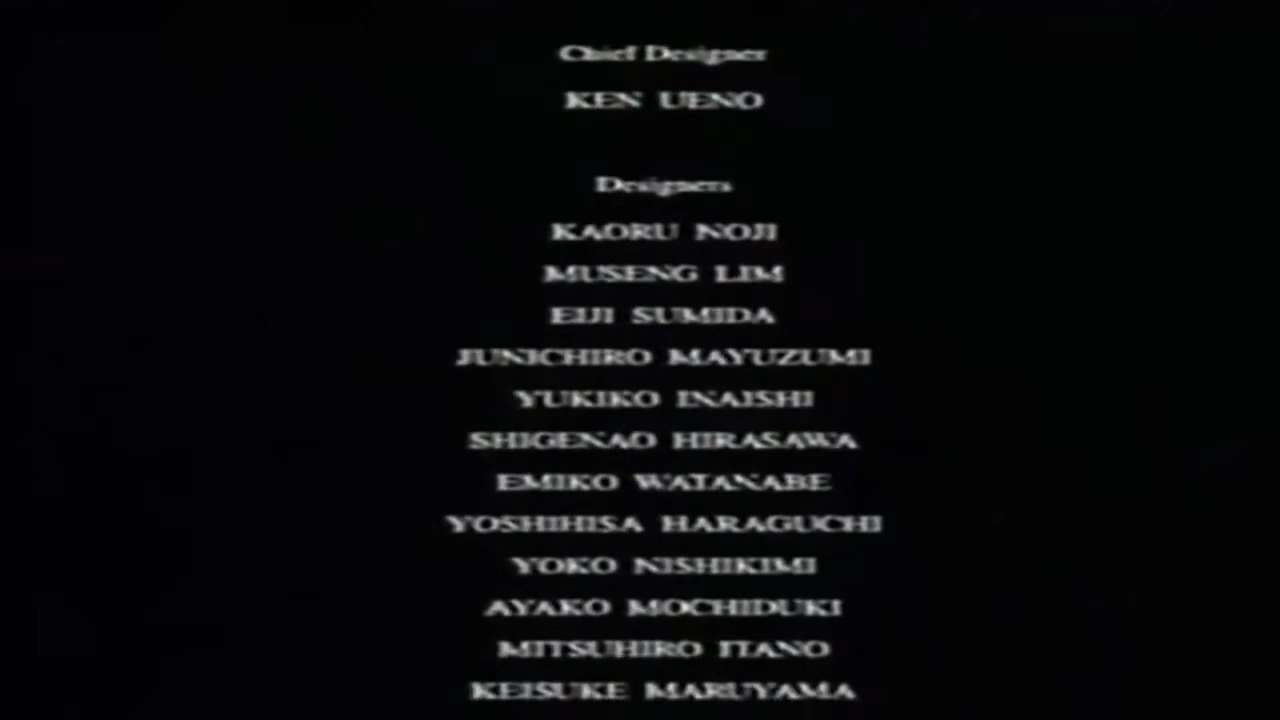 Chief Designer
KEN UENO
Designers
KAORU NOJI
MUSENG LIM
EIJI SUMIDA
JUNICHIRO MAYUZUMI
YUKIKO INAISHI
SHIGENAO HIRASAWA
EMIKO WATANABE
YOSHIHISA HARAGUCHI
YOKO NISHIKIMI
AYAKO MOCHIDUKI
MITSUHIRO ITANO
KEISUKE MARUYAMA